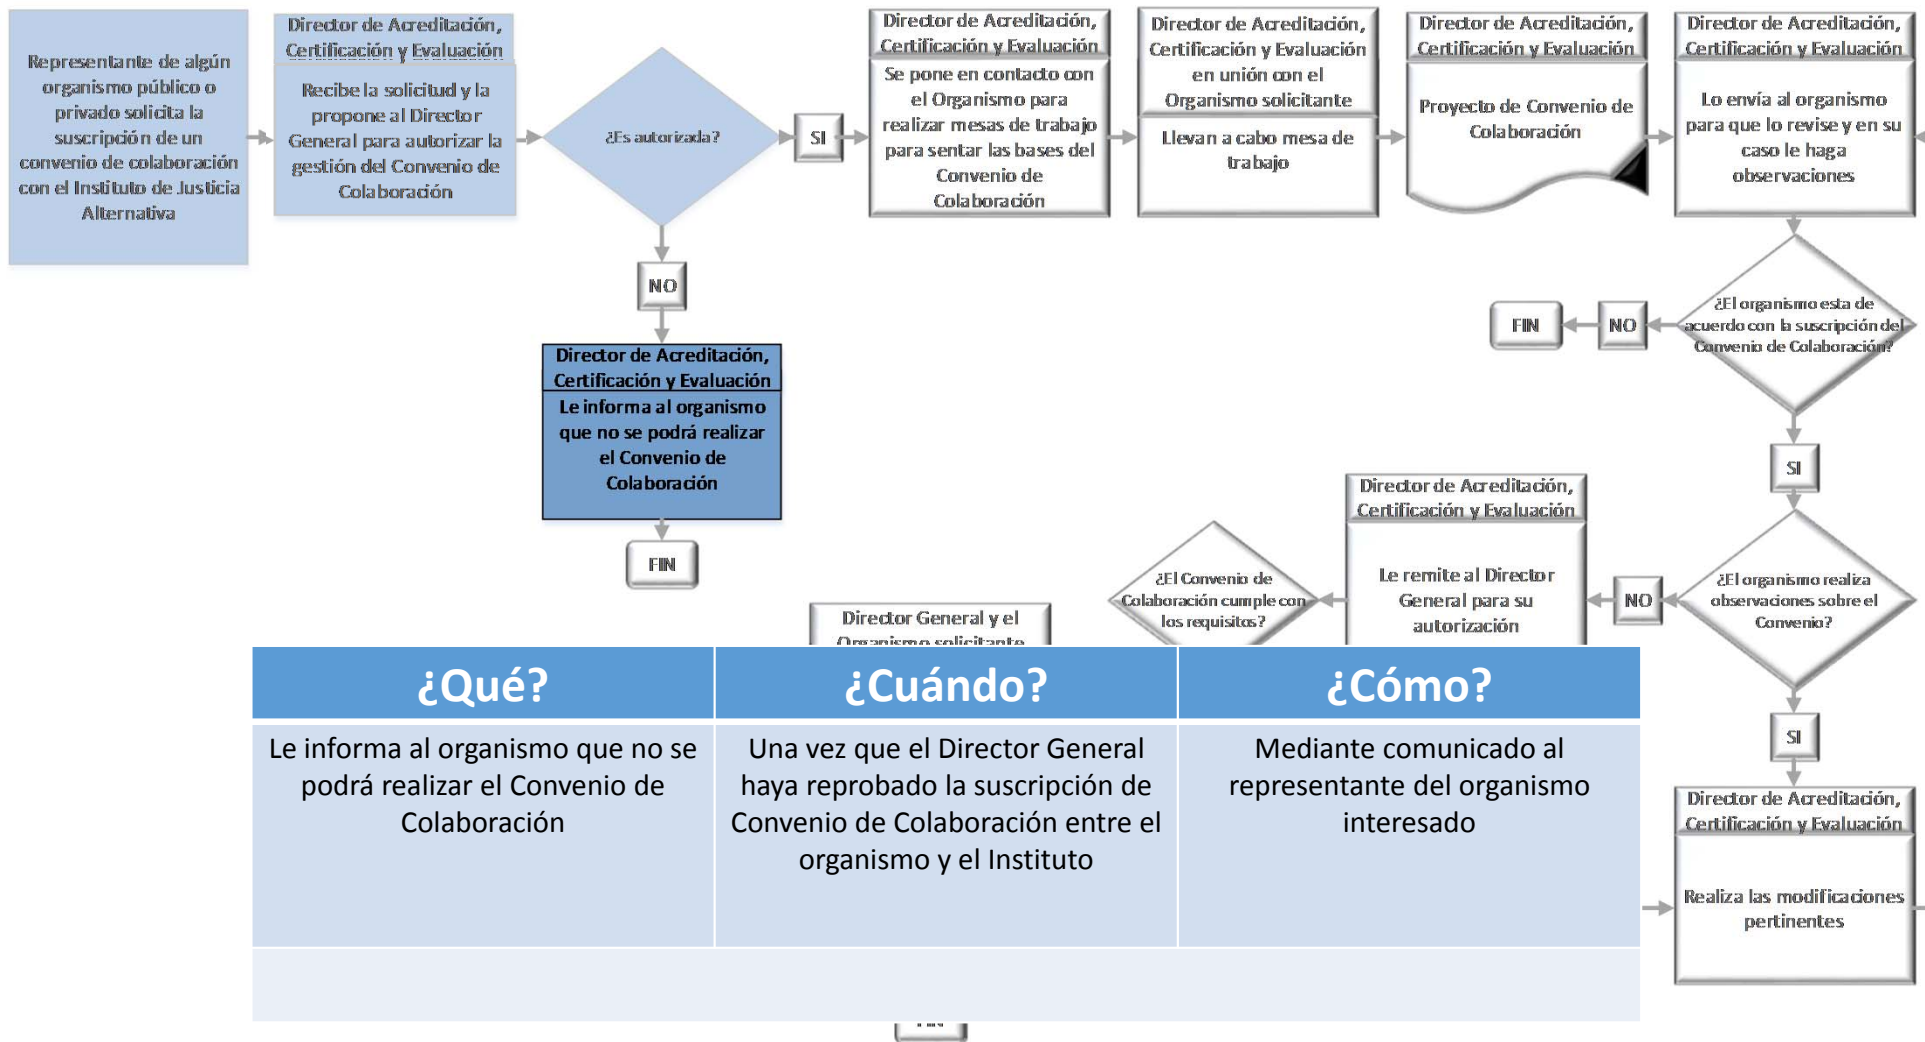 Representante de algún
organismo público o
privado solicita la
suscripción de un
convenio de colaboración
con el Instituto de Justicia
Alternativa
Director de Acreditación,
Certificación y Evaluación
Recibe la solicitud y la
propone al Director
General para autorizar la
gestión del Convenio de
Colaboración
¿Es autorizada?
SI
Director de Acreditación,
Certificación y Evaluación
Se pone en contacto con
el Organismo para
realizar mesas de trabajo
para sentar las bases del
Convenio de
Colaboración
Director de Acreditación,
Certificación y Evaluación
en unión con el
Organismo solicitante
Llevan a cabo mesa de
trabajo
Director de Acreditación,
Certificación y Evaluación
Proyecto de Convenio de
Colaboración
Director de Acreditación,
Certificación y Evaluación
Lo envía al organismo
para que lo revise y en su
caso le haga
observaciones
NO
Director de Acreditación,
Certificación y Evaluación
Le informa al organismo
que no se podrá realizar
el Convenio de
Colaboración
FIN
¿El organismo esta de
acuerdo con la suscripción del
Convenio de Colaboración?
NO
FIN
SI
¿El organismo realiza
observaciones sobre el
Convenio?
NO
Director de Acreditación,
Certificación y Evaluación
Le remite al Director
General para su
autorización
¿El Convenio de
Colaboración cumple con
los requisitos?
Director General y el
Organismo solicitante
SI
Director de Acreditación,
Certificación y Evaluación
Realiza las modificaciones
pertinentes
¿Qué?
¿Cuándo?
¿Cómo?
Le informa al organismo que no se
podrá realizar el Convenio de
Colaboración
Una vez que el Director General
haya reprobado la suscripción de
Convenio de Colaboración entre el
organismo y el Instituto
Mediante comunicado al
representante del organismo
interesado
FIN